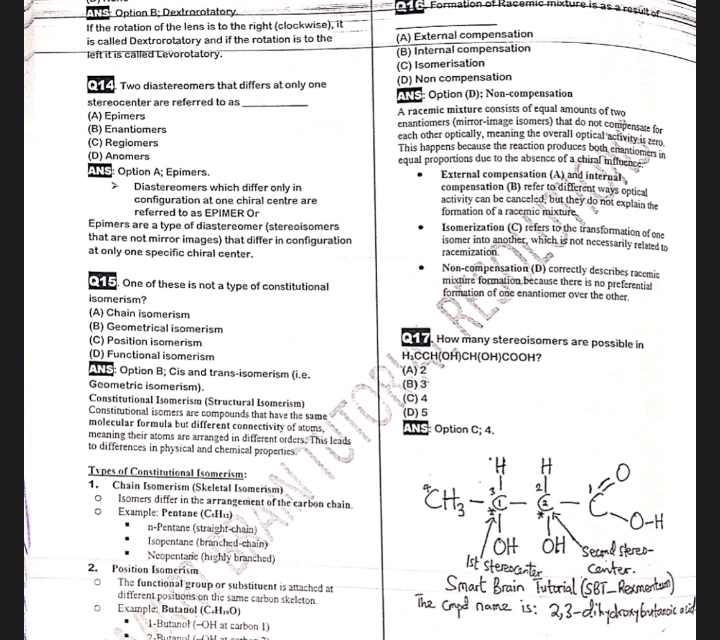 ANS: Option B; Dextrorotatory.
If the rotation of the lens is to the right (clockwise), it
is called Dextrorotatory and if the rotation is to the
left it is called Levorotatory.
Q14. Two diastereomers that differs at only one
stereocenter are referred to as ____________
(A) Epimers
(B) Enantiomers
(C) Regiomers
(D) Anomers
ANS: Option A; Epimers.
➢ Diastereomers which differ only in
configuration at one chiral centre are
referred to as EPIMER Or
Epimers are a type of diastereomer (stereoisomers
that are not mirror images) that differ in configuration
at only one specific chiral center.
Q15. One of these is not a type of constitutional
isomerism?
(A) Chain isomerism
(B) Geometrical isomerism
(C) Position isomerism
(D) Functional isomerism
ANS: Option B; Cis and trans-isomerism (i.e.
Geometric isomerism).
Constitutional Isomerism (Structural Isomerism)
Constitutional isomers are compounds that have the same
molecular formula but different connectivity of atoms,
meaning their atoms are arranged in different orders. This leads
to differences in physical and chemical properties.
Types of Constitutional Isomerism:
1. Chain Isomerism (Skeletal Isomerism)
o Isomers differ in the arrangement of the carbon chain.
o Example: Pentane (C₅H₁₂)
▪ n-Pentane (straight-chain)
▪ Isopentane (branched-chain)
▪ Neopentane (highly branched)
2. Position Isomerism
o The functional group or substituent is attached at
different positions on the same carbon skeleton.
o Example: Butanol (C₄H₁₀O)
▪ 1-Butanol (–OH at carbon 1)
▪ 2-Butanol (–OH at carbon 2)
Q16. Formation of Racemic mixture is as a result of
____________
(A) External compensation
(B) Internal compensation
(C) Isomerisation
(D) Non compensation
ANS: Option (D); Non-compensation
A racemic mixture consists of equal amounts of two
enantiomers (mirror-image isomers) that do not compensate for
each other optically, meaning the overall optical activity is zero.
This happens because the reaction produces both enantiomers in
equal proportions due to the absence of a chiral influence.
• External compensation (A) and internal
compensation (B) refer to different ways optical
activity can be canceled, but they do not explain the
formation of a racemic mixture.
• Isomerization (C) refers to the transformation of one
isomer into another, which is not necessarily related to
racemization.
• Non-compensation (D) correctly describes racemic
mixture formation because there is no preferential
formation of one enantiomer over the other.
Q17. How many stereoisomers are possible in
H₃CCH(OH)CH(OH)COOH?
(A) 2
(B) 3
(C) 4
(D) 5
ANS: Option C; 4.
H H O
4CH₃ – 3C – 2C – 1C
O-H
OH OH
1st stereocenter
Second stereo-
center.
Smart Brain Tutorial (SBT_Rexmentum)
The cmpd name is: 2,3-dihydroxybutanoic acid